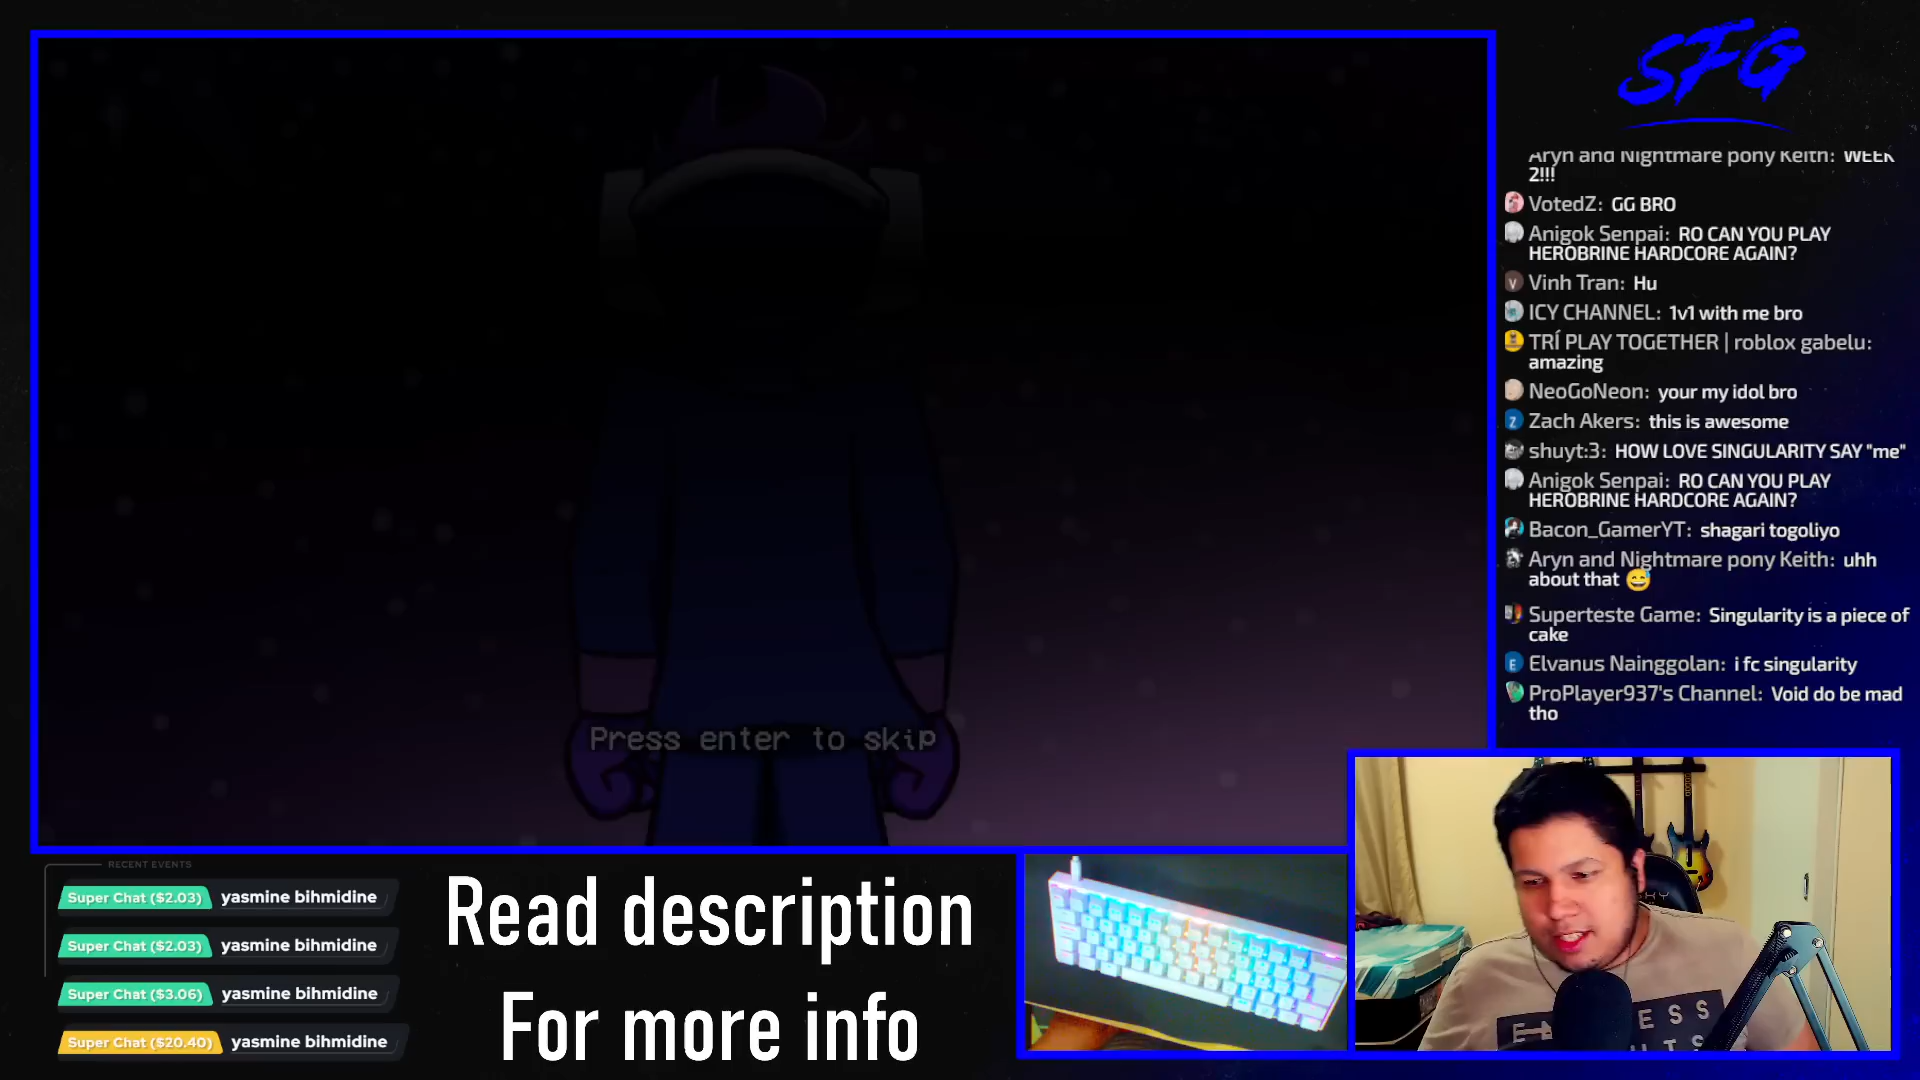 SFG
Aryn and Nightmare pony Keith: WEEK
2!!!
VotedZ: GG BRO
Anigok Senpai: RO CAN YOU PLAY
HEROBRINE HARDCORE AGAIN?
V Vinh Tran: Hu
ICY CHANNEL: 1v1 with me bro
TRÍ PLAY TOGETHER | roblox gabelu:
amazing
NeoGoNeon: your my idol bro
Z Zach Akers: this is awesome
shuyt:3: HOW LOVE SINGULARITY SAY "me"
Anigok Senpai: RO CAN YOU PLAY
HEROBRINE HARDCORE AGAIN?
Bacon_GamerYT: shagari togoliyo
Aryn and Nightmare pony Keith: uhh
about that 😅
Superteste Game: Singularity is a piece of
cake
E Elvanus Nainggolan: i fc singularity
ProPlayer937's Channel: Void do be mad
tho
Press enter to skip
RECENT EVENTS
Super Chat ($2.03) yasmine bihmidine
Super Chat ($2.03) yasmine bihmidine
Super Chat ($3.06) yasmine bihmidine
Super Chat ($20.40) yasmine bihmidine
Read description
For more info